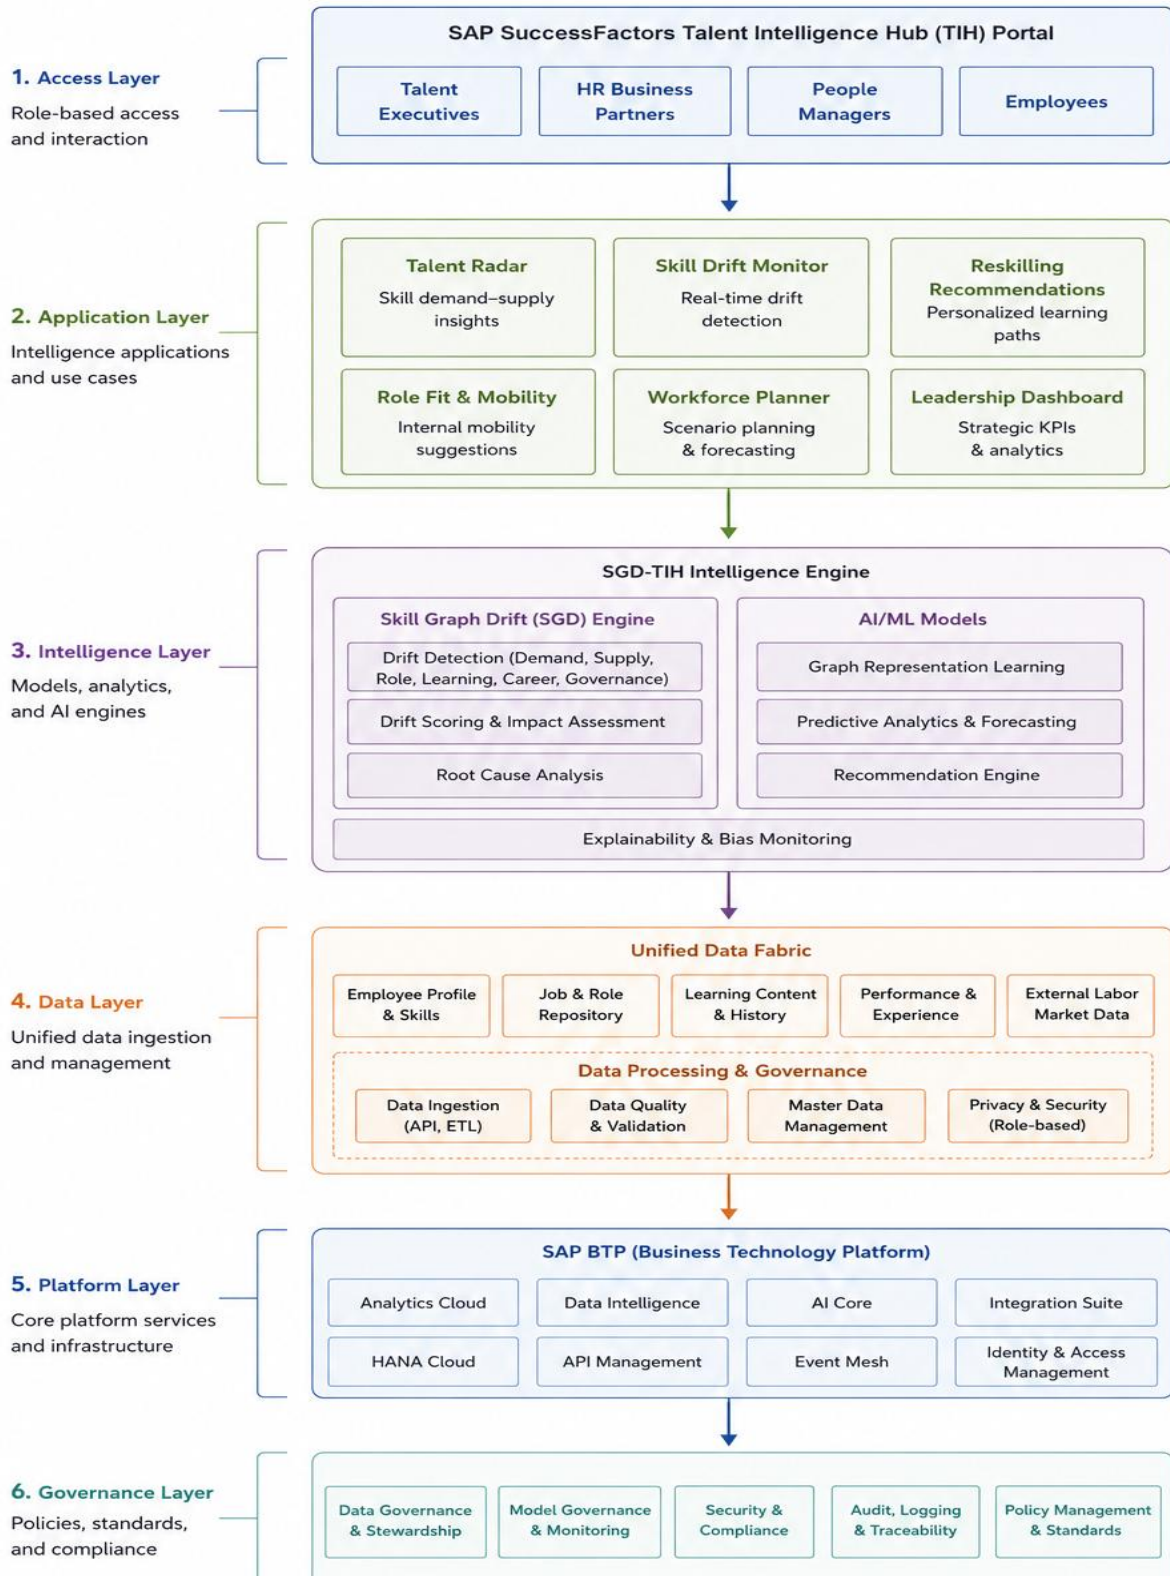 SAP SuccessFactors Talent Intelligence Hub (TIH) Portal
1. Access Layer
Role-based access
and interaction
Talent
Executives
HR Business
Partners
People
Managers
Employees
2. Application Layer
Intelligence applications
and use cases
Talent Radar
Skill demand–supply
insights
Skill Drift Monitor
Real-time drift
detection
Reskilling
Recommendations
Personalized learning
paths
Role Fit & Mobility
Internal mobility
suggestions
Workforce Planner
Scenario planning
& forecasting
Leadership Dashboard
Strategic KPIs
& analytics
3. Intelligence Layer
Models, analytics,
and AI engines
SGD-TIH Intelligence Engine
Skill Graph Drift (SGD) Engine
Drift Detection (Demand, Supply,
Role, Learning, Career, Governance)
Drift Scoring & Impact Assessment
Root Cause Analysis
AI/ML Models
Graph Representation Learning
Predictive Analytics & Forecasting
Recommendation Engine
Explainability & Bias Monitoring
4. Data Layer
Unified data ingestion
and management
Unified Data Fabric
Employee Profile
& Skills
Job & Role
Repository
Learning Content
& History
Performance &
Experience
External Labor
Market Data
Data Processing & Governance
Data Ingestion
(API, ETL)
Data Quality
& Validation
Master Data
Management
Privacy & Security
(Role-based)
5. Platform Layer
Core platform services
and infrastructure
SAP BTP (Business Technology Platform)
Analytics Cloud
Data Intelligence
AI Core
Integration Suite
HANA Cloud
API Management
Event Mesh
Identity & Access
Management
6. Governance Layer
Policies, standards,
and compliance
Data Governance
& Stewardship
Model Governance
& Monitoring
Security &
Compliance
Audit, Logging
& Traceability
Policy Management
& Standards